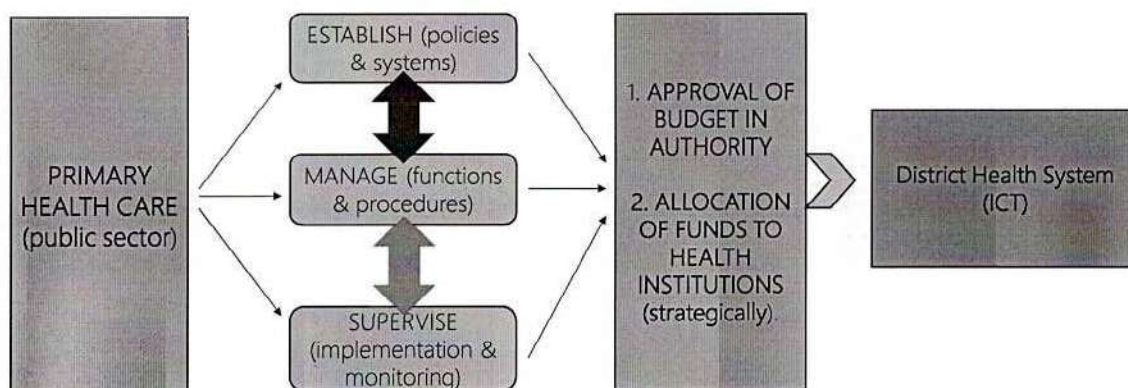 PRIMARY
HEALTH CARE
(public sector)
ESTABLISH (policies
& systems)
MANAGE (functions
& procedures)
SUPERVISE
(implementation &
monitoring)
1. APPROVAL OF
BUDGET IN
AUTHORITY
2. ALLOCATION
OF FUNDS TO
HEALTH
INSTITUTIONS
(strategically).
District Health System
(ICT)